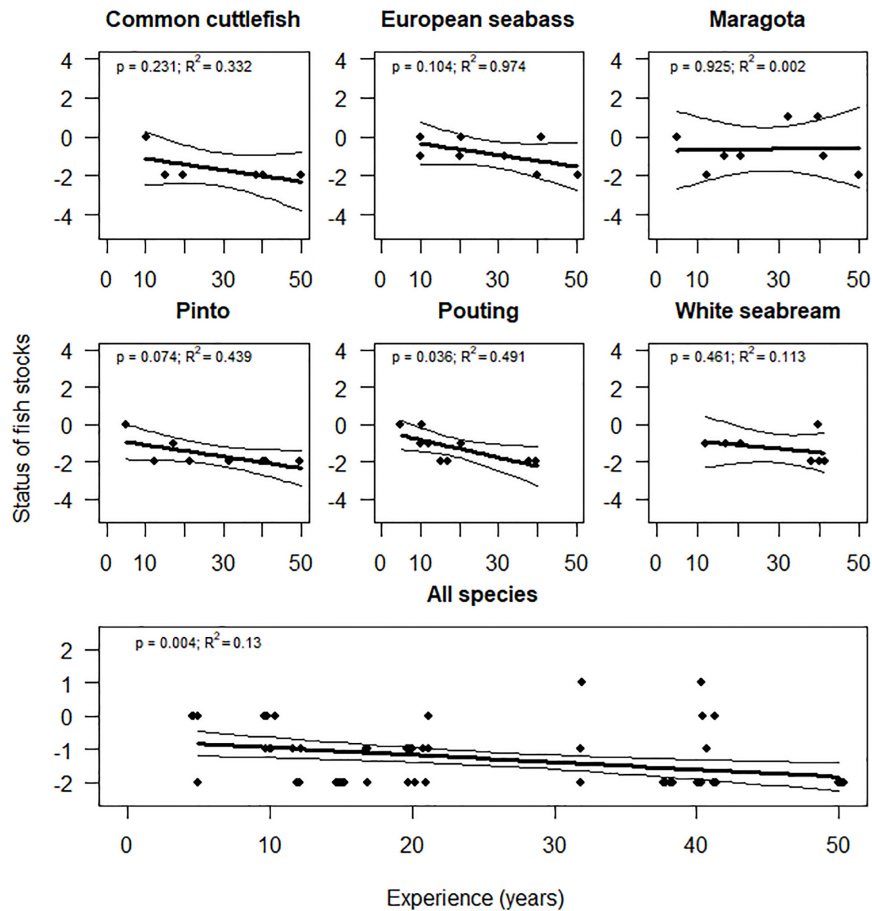 Common cuttlefish European seabass Maragota
p = 0.231; R2 = 0.332 p = 0.104; R2 = 0.974 p = 0.925; R2 = 0.002
4 4 4
2 2 2
0 0 0
-2 -2 -2
-4 -4 -4
0 10 30 50 0 10 30 50 0 10 30 50
Pinto Pouting White seabream
p = 0.074; R2 = 0.439 p = 0.036; R2 = 0.491 p = 0.461; R2 = 0.113
4 4 4
2 2 2
0 0 0
-2 -2 -2
-4 -4 -4
0 10 30 50 0 10 30 50 0 10 30 50
Status of fish stocks
All species
p = 0.004; R2 = 0.13
2
1
0
-1
-2
0 10 20 30 40 50
Experience (years)